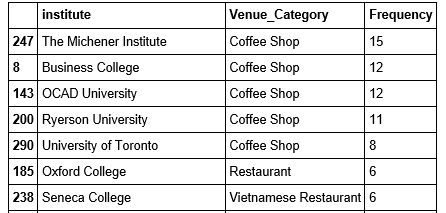 institute Venue_Category Frequency
247 The Michener Institute Coffee Shop 15
8 Business College Coffee Shop 12
143 OCAD University Coffee Shop 12
200 Ryerson University Coffee Shop 11
290 University of Toronto Coffee Shop 8
185 Oxford College Restaurant 6
238 Seneca College Vietnamese Restaurant 6